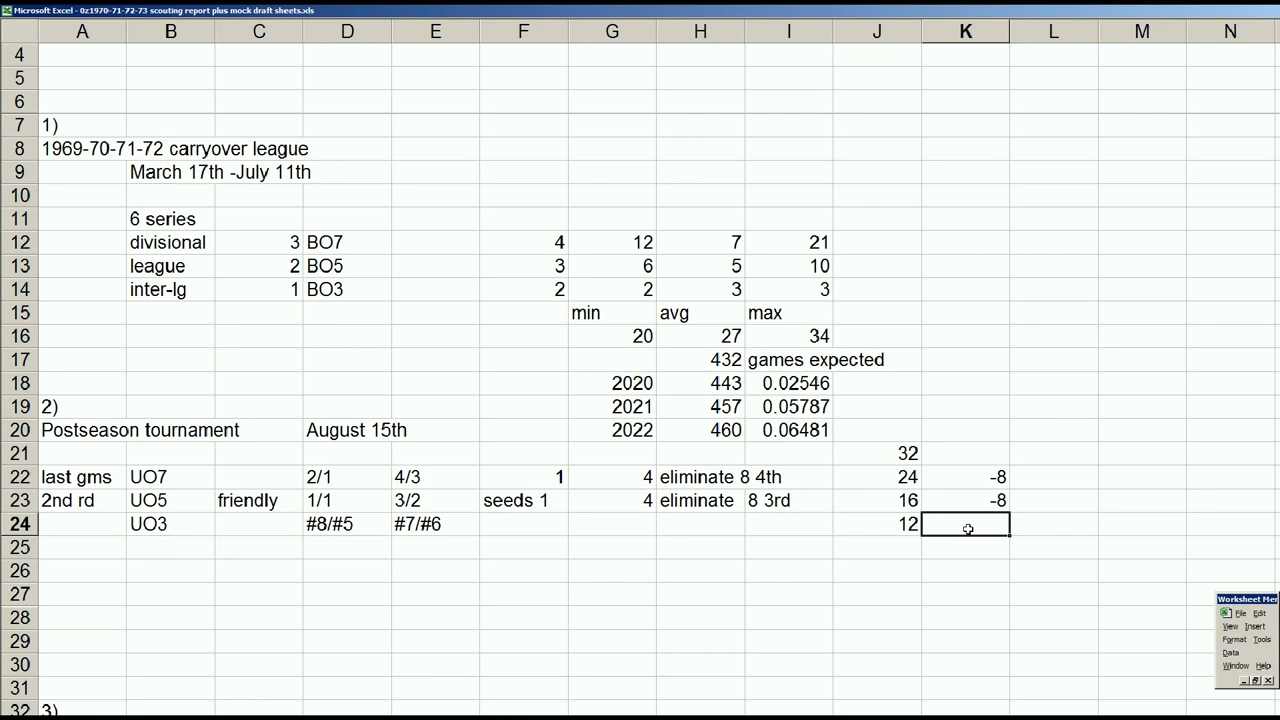 Microsoft Excel - 0z1970-71-72-73 scouting report plus mock draft sheets.xls
A B C D E F G H I J K L M N
4
5
6
7 1)
8 1969-70-71-72 carryover league
9 March 17th -July 11th
10
11 6 series
12 divisional 3 BO7 4 12 7 21
13 league 2 BO5 3 6 5 10
14 inter-lg 1 BO3 2 2 3 3
15 min avg max
16 20 27 34
17 432 games expected
18 2020 443 0.02546
19 2) 2021 457 0.05787
20 Postseason tournament August 15th 2022 460 0.06481
21 32
22 last gms UO7 2/1 4/3 1 4 eliminate 8 4th 24 -8
23 2nd rd UO5 friendly 1/1 3/2 seeds 1 4 eliminate 8 3rd 16 -8
24 UO3 #8/#5 #7/#6 12
25
26
27
28
29
30
31
32 3)
Worksheet Mer
File Edit
View Insert
Format Tools
Data
Window Help